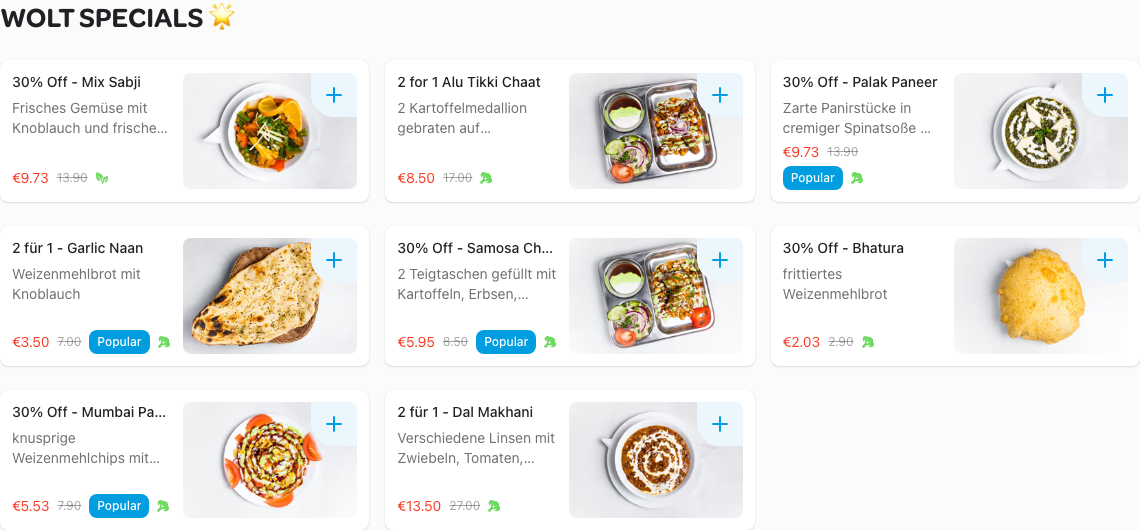 WOLT SPECIALS 🌟
30% Off - Mix Sabji
Frisches Gemüse mit
Knoblauch und frische...
€9.73 13.90
2 for 1 Alu Tikki Chaat
2 Kartoffelmedallion
gebraten auf...
€8.50 17.00
30% Off - Palak Paneer
Zarte Panirstücke in
cremiger Spinatsoße ...
€9.73 13.90
Popular
2 für 1 - Garlic Naan
Weizenmehlbrot mit
Knoblauch
€3.50 7.00 Popular
30% Off - Samosa Ch...
2 Teigtaschen gefüllt mit
Kartoffeln, Erbsen,...
€5.95 8.50 Popular
30% Off - Bhatura
frittiertes
Weizenmehlbrot
€2.03 2.90
30% Off - Mumbai Pa...
knusprige
Weizenmehlchips mit...
€5.53 7.90 Popular
2 für 1 - Dal Makhani
Verschiedene Linsen mit
Zwiebeln, Tomaten,...
€13.50 27.00